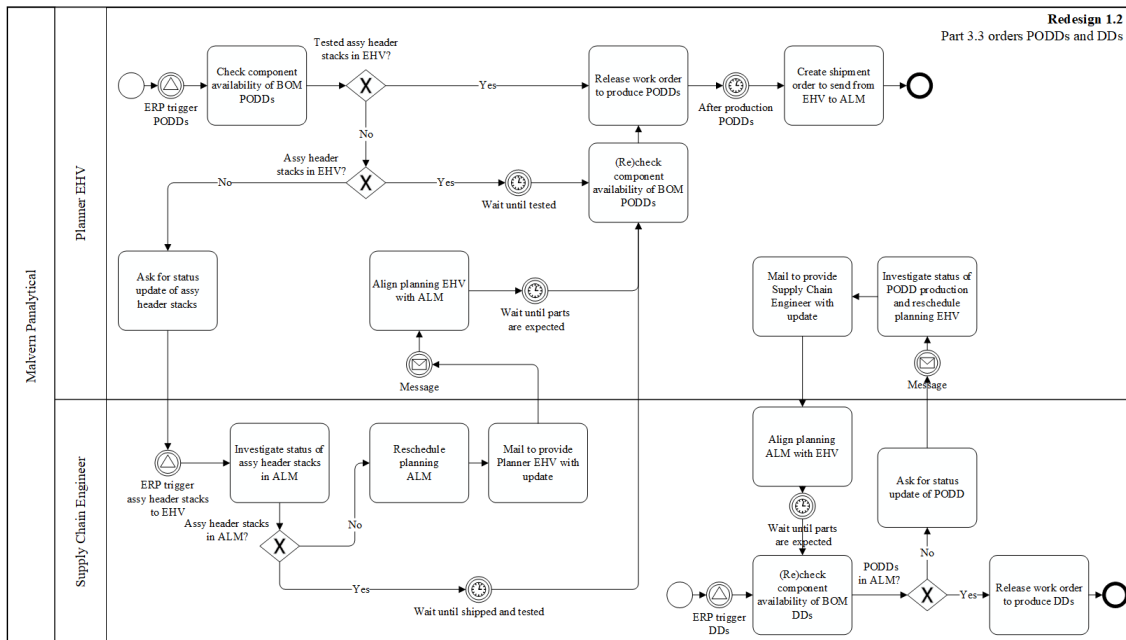 Redesign 1.2
Part 3.3 orders PODDs and DDs
Malvern Panalytical
Planner EHV
Supply Chain Engineer
ERP trigger
PODDs
Check component
availability of BOM
PODDs
Tested assy header
stacks in EHV?
Yes
No
Release work order
to produce PODDs
After production
PODDs
Create shipment
order to send from
EHV to ALM
Assy header
stacks in EHV?
No
Yes
Wait until tested
(Re)check
component
availability of BOM
PODDs
Ask for status
update of assy
header stacks
Align planning EHV
with ALM
Wait until parts
are expected
Message
Mail to provide
Supply Chain
Engineer with
update
Investigate status of
PODD production
and reschedule
planning EHV
Message
ERP trigger
assy header stacks
to EHV
Investigate status of
assy header stacks
in ALM
Reschedule
planning
ALM
Mail to provide
Planner EHV with
update
Assy header stacks
in ALM?
No
Yes
Wait until shipped and tested
Align planning
ALM with EHV
Wait until parts
are expected
Ask for status
update of PODD
No
ERP trigger
DDs
(Re)check
component
availability of BOM
DDs
PODDs
in ALM?
Yes
Release work order
to produce DDs